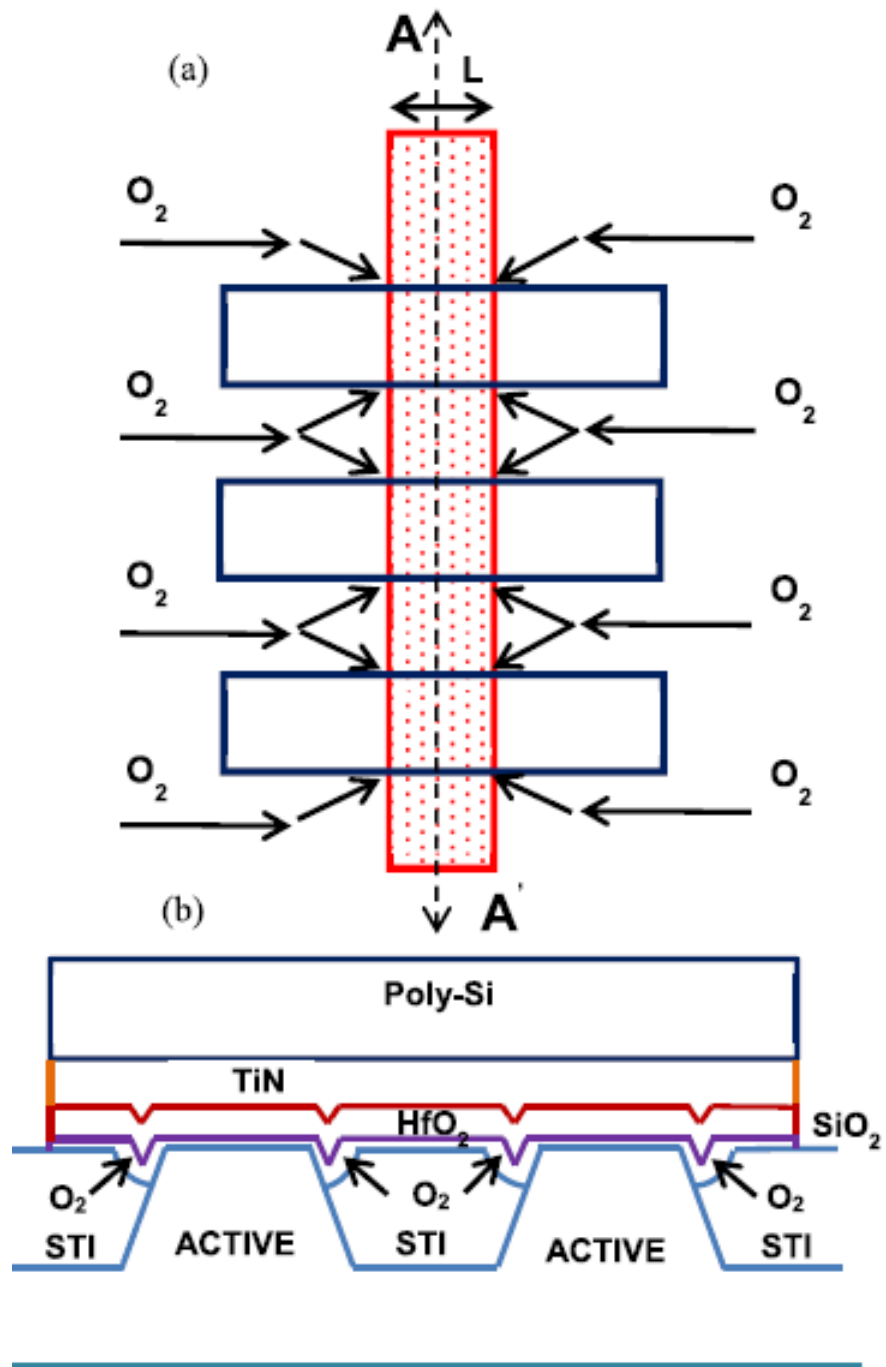 A
(a)
L
O2 O2
O2 O2
O2 O2
O2 O2
(b) A'
Poly-Si
TiN
HfO2 SiO2
O2 O2 O2
STI ACTIVE STI ACTIVE STI